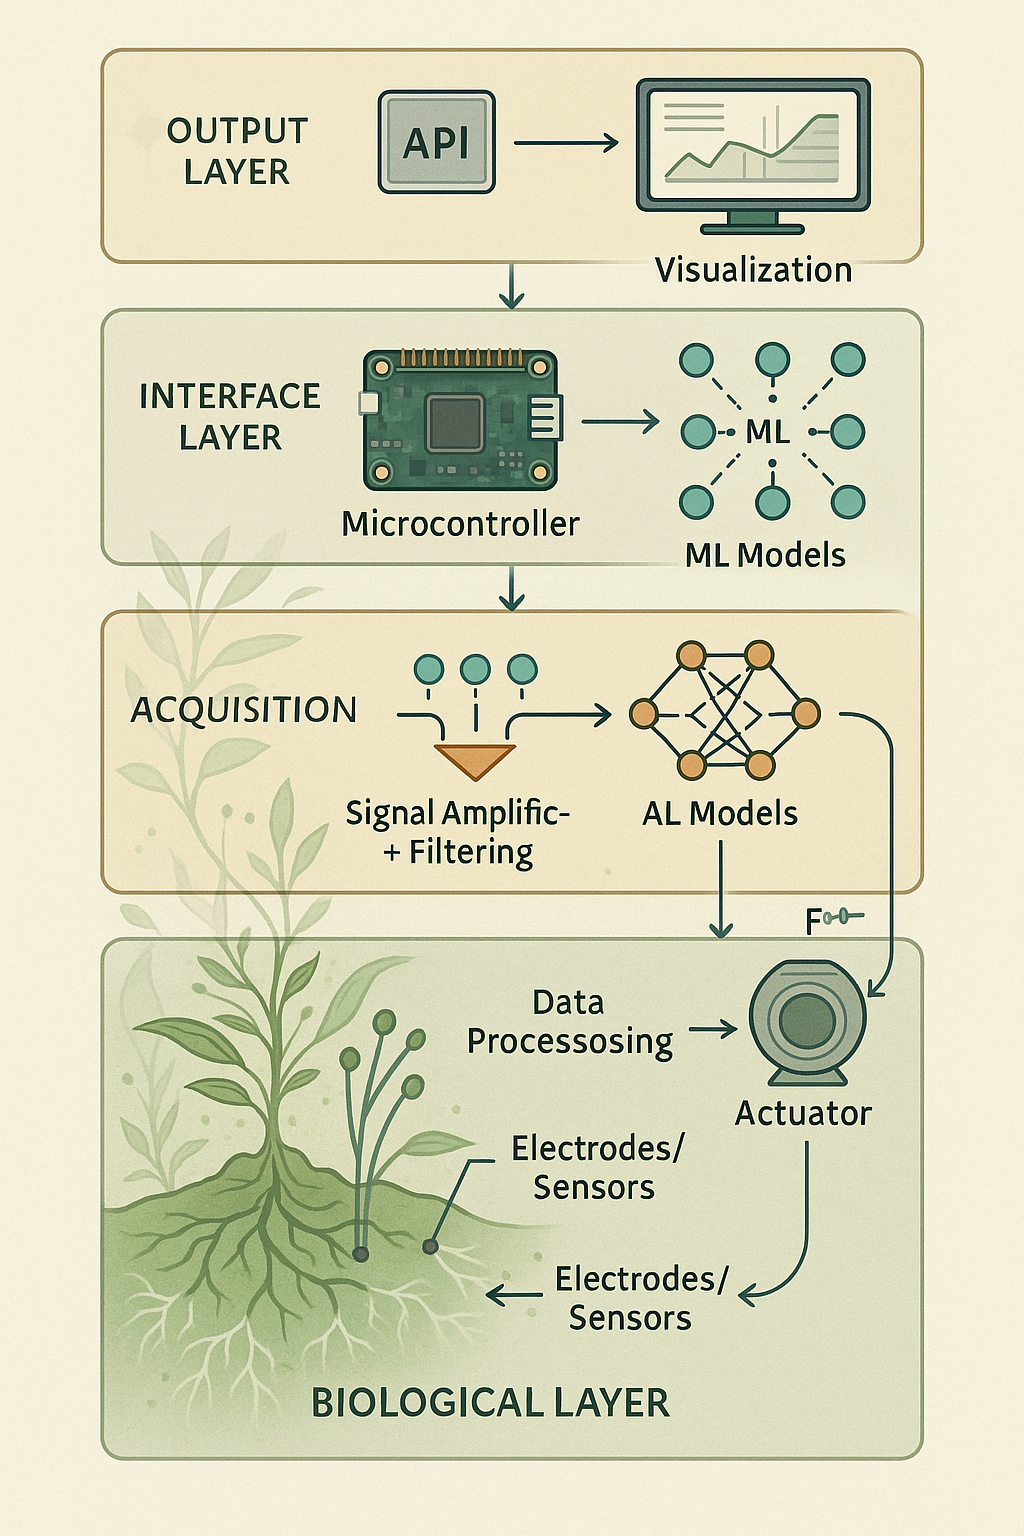 OUTPUT
LAYER
API
Visualization
INTERFACE
LAYER
ML
Microcontroller
ML Models
ACQUISITION
Signal Amplific-
+ Filtering
AL Models
F
Data
Processosing
Actuator
Electrodes/
Sensors
Electrodes/
Sensors
BIOLOGICAL LAYER